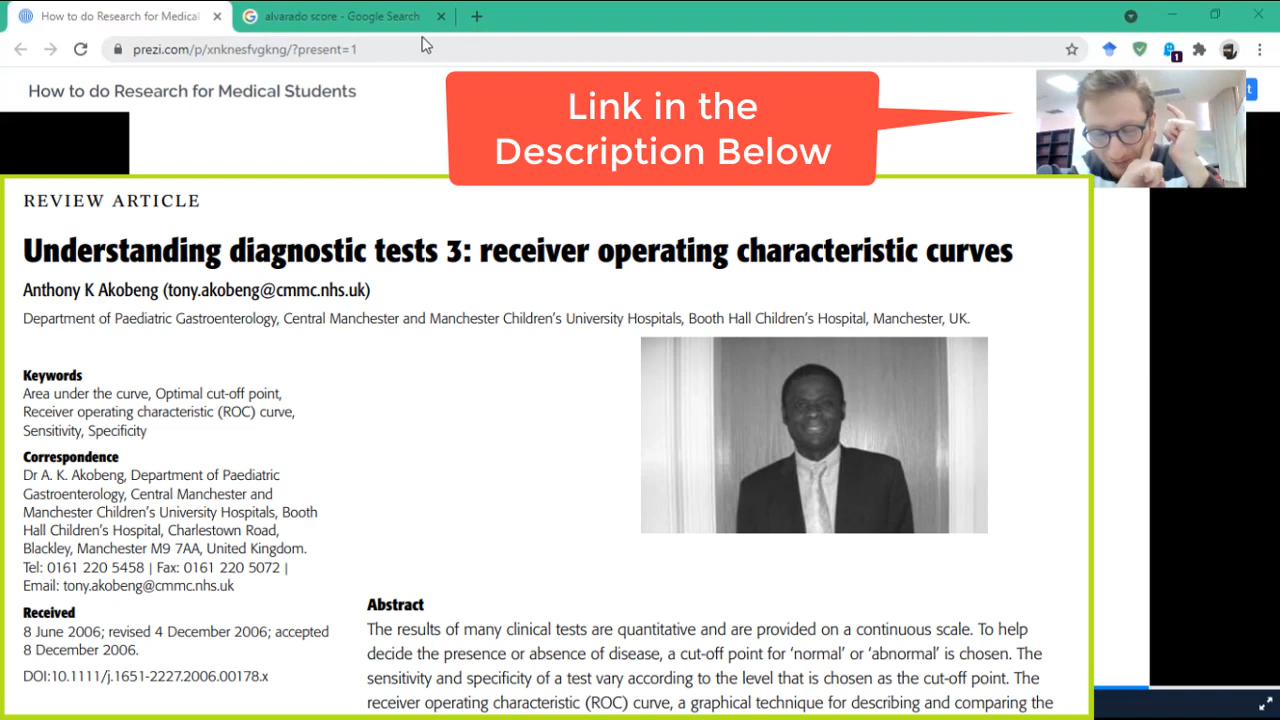 How to do Research for Medical
alvarado score - Google Search
prezi.com/p/xnknesfvgkng/?present=1
1
How to do Research for Medical Students
t
Link in the
Description Below
REVIEW ARTICLE
Understanding diagnostic tests 3: receiver operating characteristic curves
Anthony K Akobeng (tony.akobeng@cmmc.nhs.uk)
Department of Paediatric Gastroenterology, Central Manchester and Manchester Children's University Hospitals, Booth Hall Children's Hospital, Manchester, UK.
Keywords
Area under the curve, Optimal cut-off point,
Receiver operating characteristic (ROC) curve,
Sensitivity, Specificity
Correspondence
Dr A. K. Akobeng, Department of Paediatric
Gastroenterology, Central Manchester and
Manchester Children's University Hospitals, Booth
Hall Children's Hospital, Charlestown Road,
Blackley, Manchester M9 7AA, United Kingdom.
Tel: 0161 220 5458 | Fax: 0161 220 5072 |
Email: tony.akobeng@cmmc.nhs.uk
Received
8 June 2006; revised 4 December 2006; accepted
8 December 2006.
DOI:10.1111/j.1651-2227.2006.00178.x
Abstract
The results of many clinical tests are quantitative and are provided on a continuous scale. To help
decide the presence or absence of disease, a cut-off point for 'normal' or 'abnormal' is chosen. The
sensitivity and specificity of a test vary according to the level that is chosen as the cut-off point. The
receiver operating characteristic (ROC) curve, a graphical technique for describing and comparing the